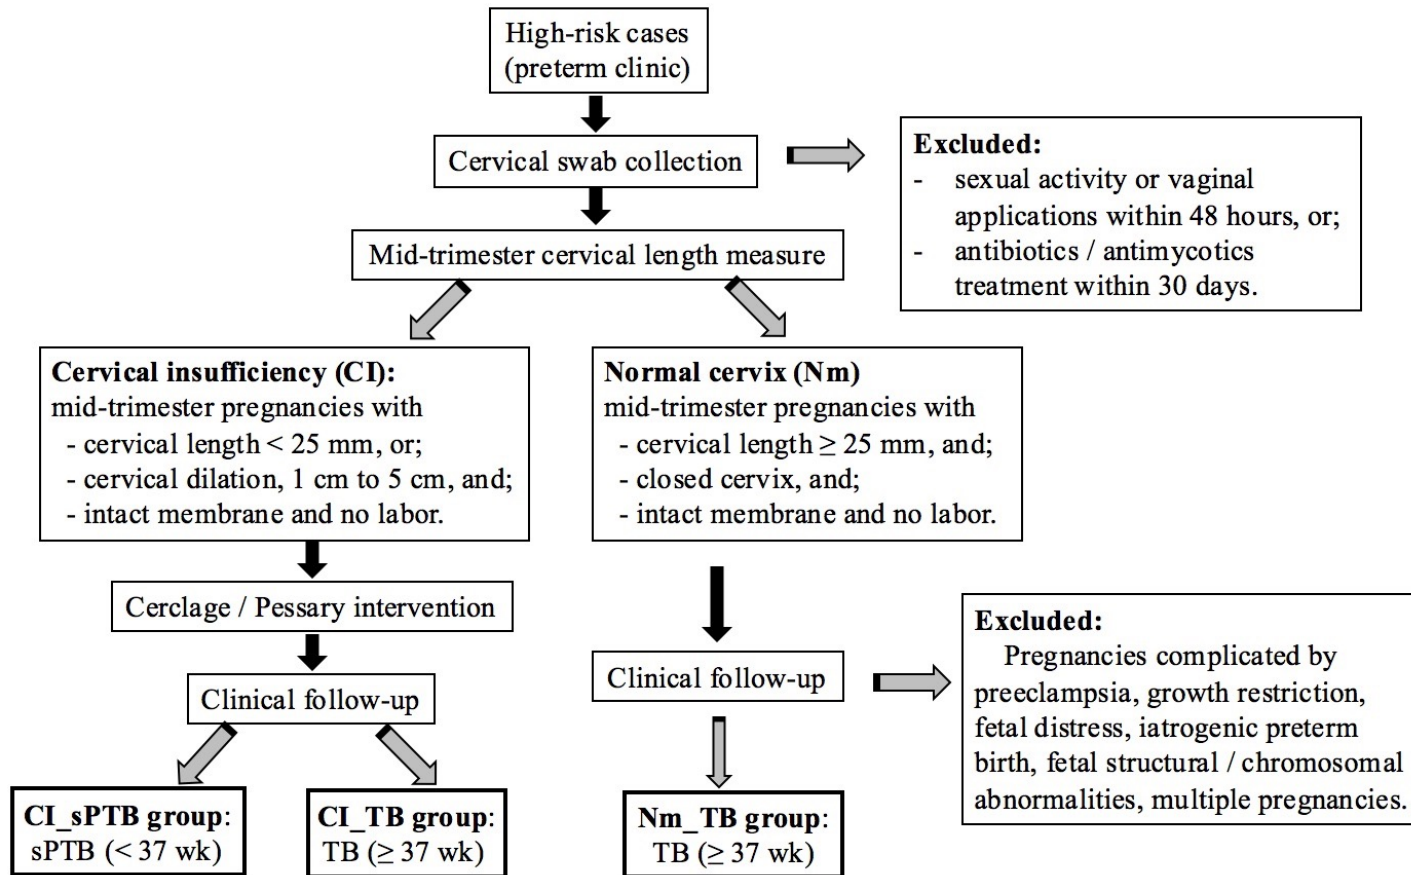 High-risk cases
(preterm clinic)
Cervical swab collection
Excluded:
- sexual activity or vaginal
applications within 48 hours, or;
- antibiotics / antimycotics
treatment within 30 days.
Mid-trimester cervical length measure
Cervical insufficiency (CI):
mid-trimester pregnancies with
- cervical length < 25 mm, or;
- cervical dilation, 1 cm to 5 cm, and;
- intact membrane and no labor.
Normal cervix (Nm)
mid-trimester pregnancies with
- cervical length ≥ 25 mm, and;
- closed cervix, and;
- intact membrane and no labor.
Cerclage / Pessary intervention
Clinical follow-up
Clinical follow-up
Excluded:
Pregnancies complicated by
preeclampsia, growth restriction,
fetal distress, iatrogenic preterm
birth, fetal structural / chromosomal
abnormalities, multiple pregnancies.
CI_sPTB group:
sPTB (< 37 wk)
CI_TB group:
TB (≥ 37 wk)
Nm_TB group:
TB (≥ 37 wk)